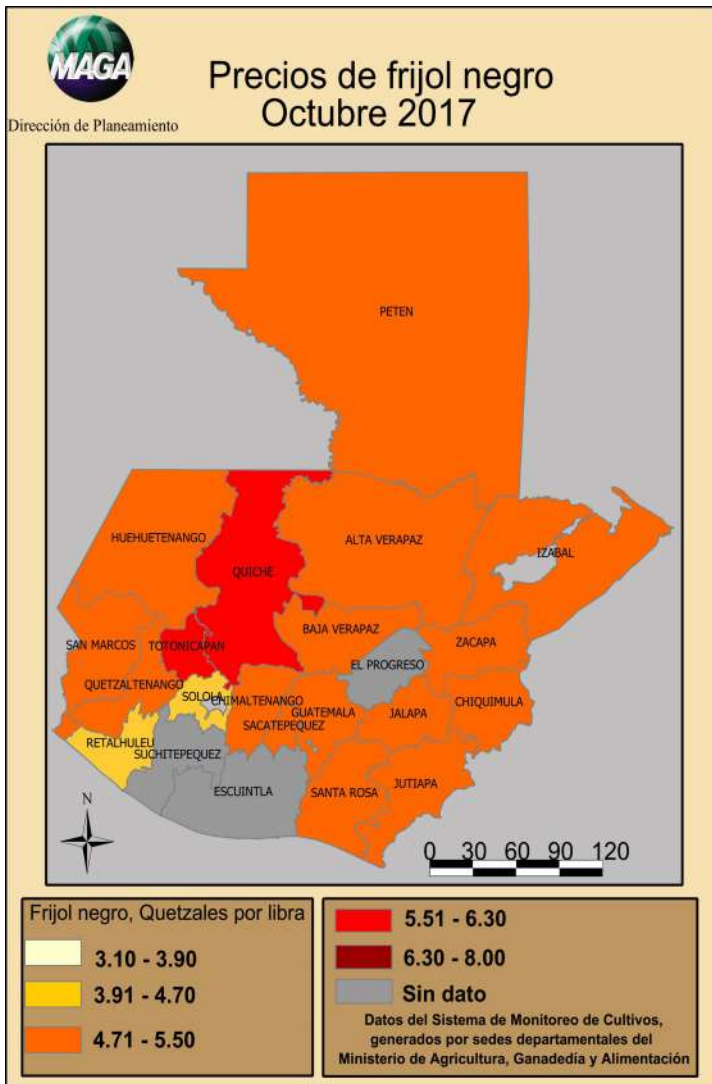 MAGA
Dirección de Planeamiento
Precios de frijol negro
Octubre 2017
PETEN
HUEHUETENANGO
ALTA VERAPAZ
IZABAL
QUICHE
BAJA VERAPAZ
SAN MARCOS
TOTONICAPAN
ZACAPA
EL PROGRESO
QUETZALTENANGO
SOLOLA
CHIMALTENANGO
GUATEMALA
CHIQUIMULA
JALAPA
SACATEPEQUEZ
RETALHULEU
SUCHITEPEQUEZ
JUTIAPA
ESCUINTLA
SANTA ROSA
N
0 30 60 90 120
Frijol negro, Quetzales por libra
3.10 - 3.90
3.91 - 4.70
4.71 - 5.50
5.51 - 6.30
6.30 - 8.00
Sin dato
Datos del Sistema de Monitoreo de Cultivos,
generados por sedes departamentales del
Ministerio de Agricultura, Ganadedía y Alimentación